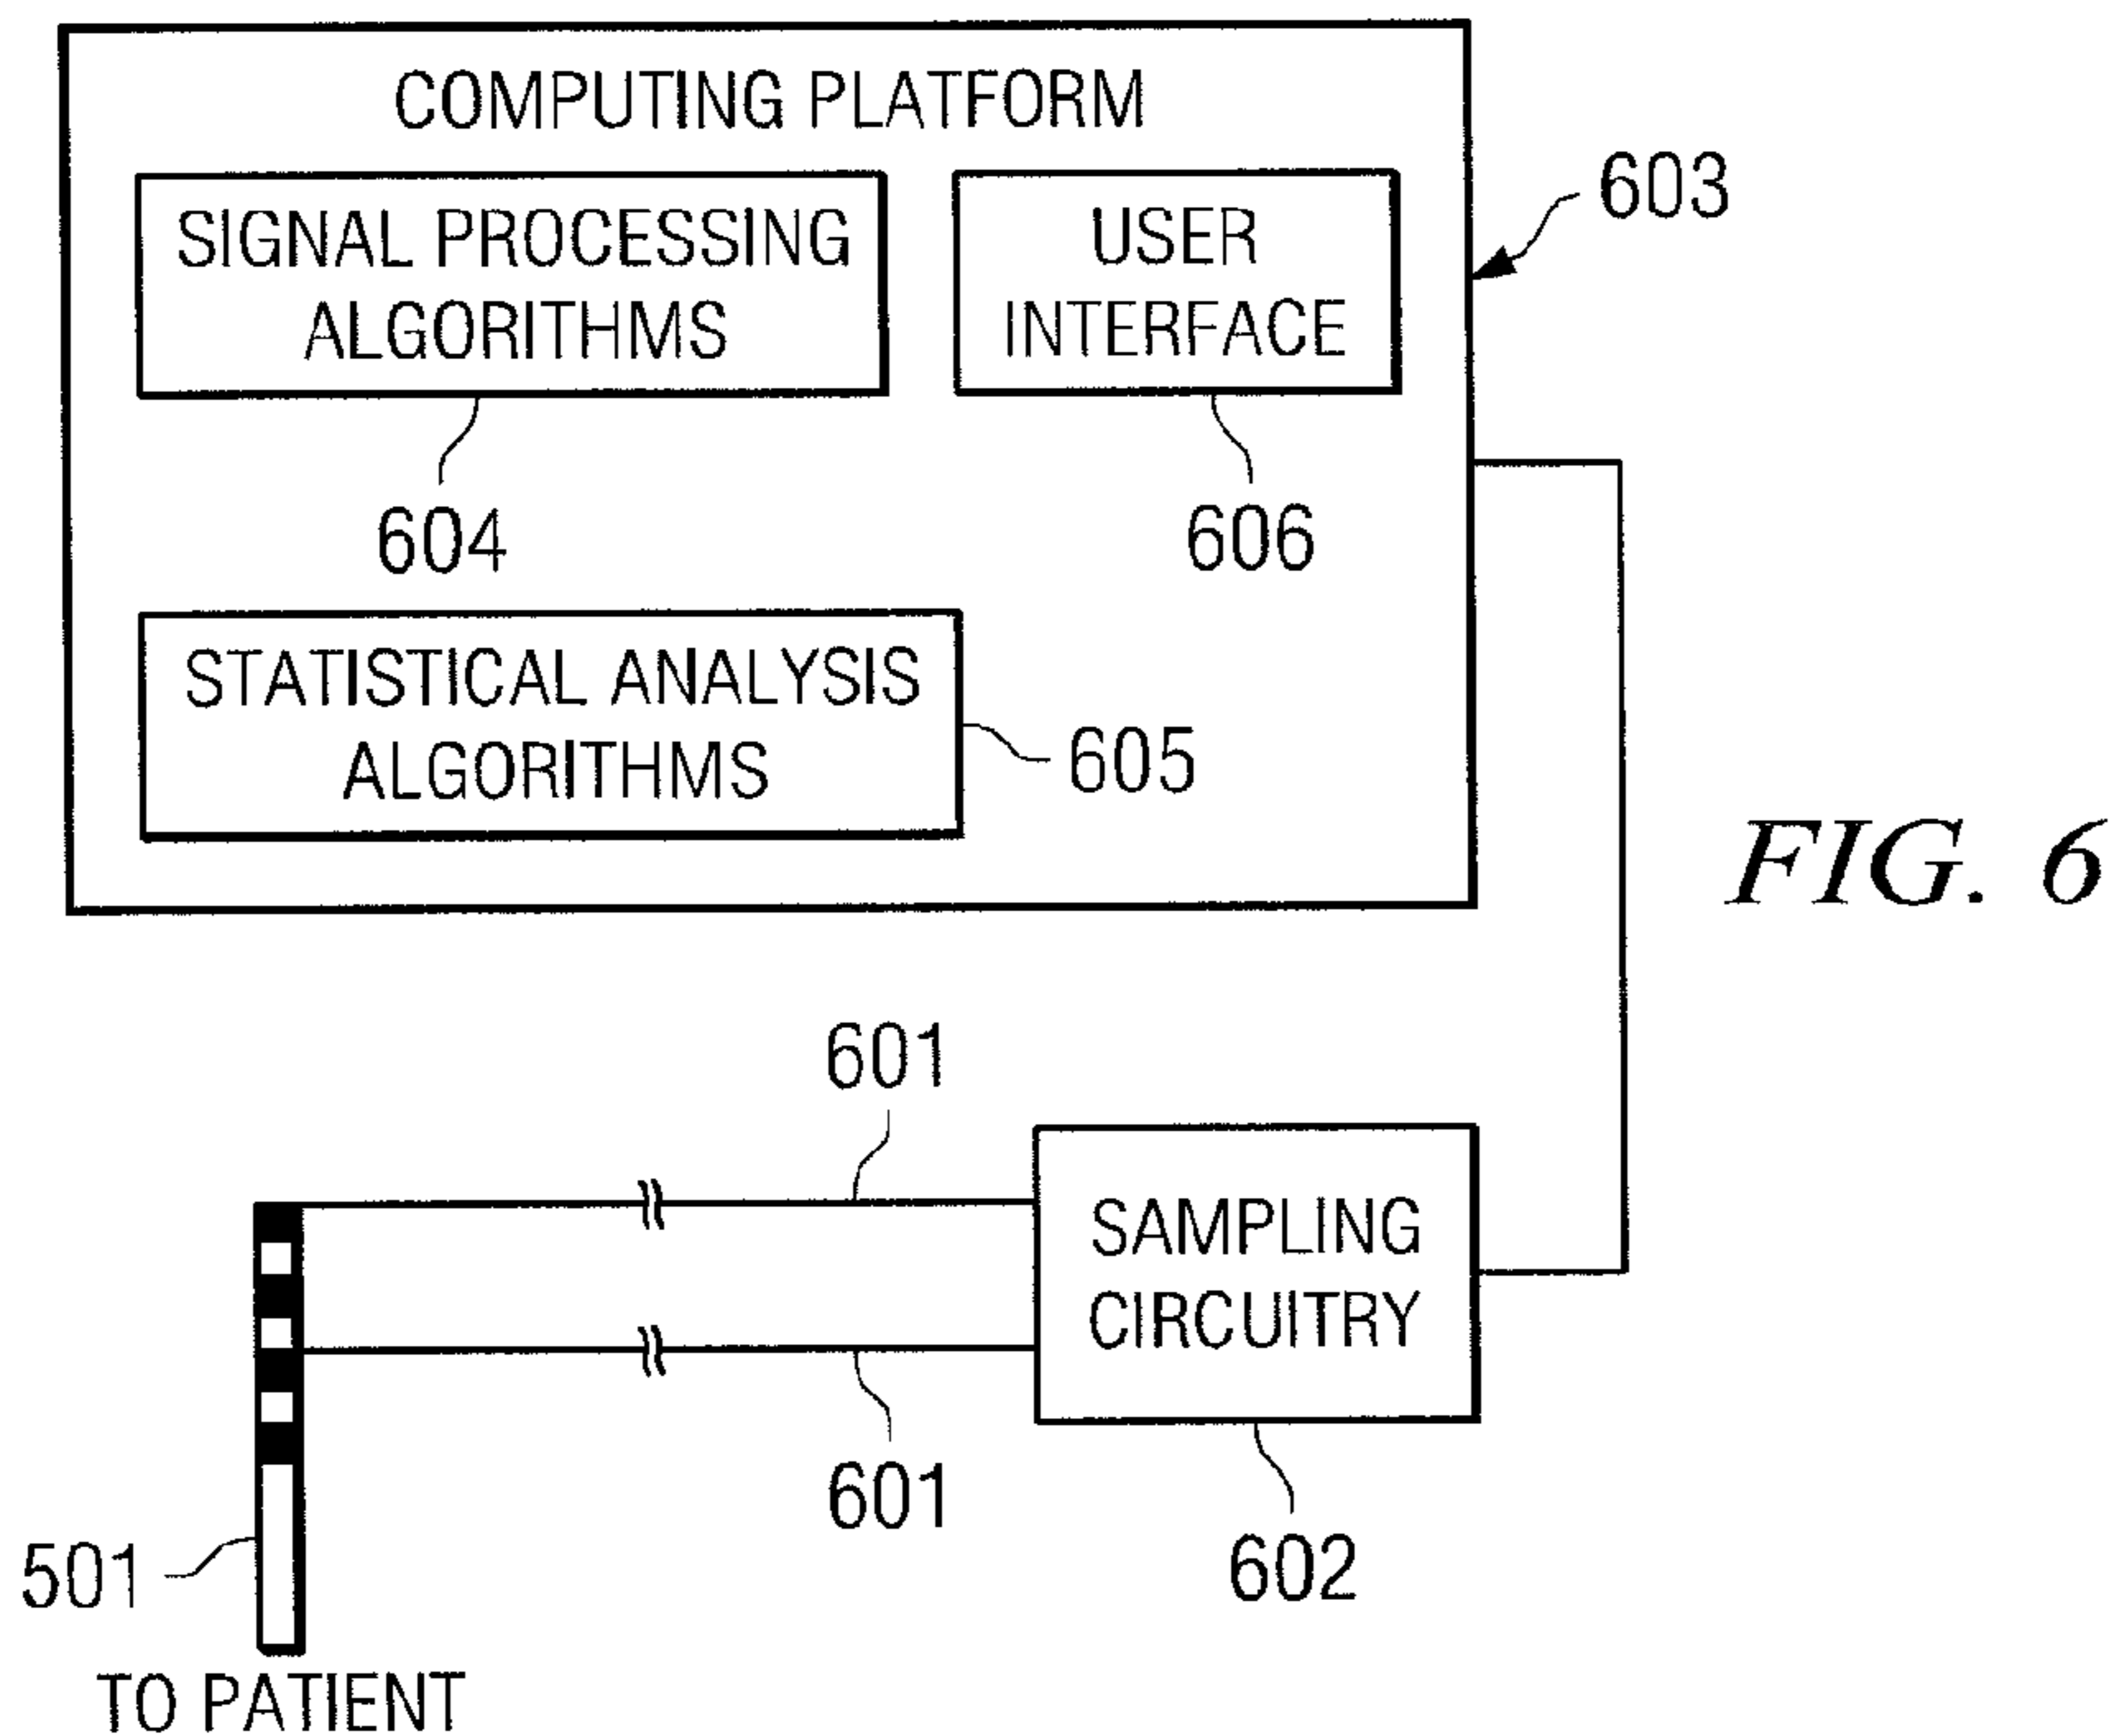 COMPUTING PLATFORM
SIGNAL PROCESSING
ALGORITHMS
604
USER
INTERFACE
606
603
STATISTICAL ANALYSIS
ALGORITHMS
605
FIG. 6
601
601
SAMPLING
CIRCUITRY
602
501
TO PATIENT